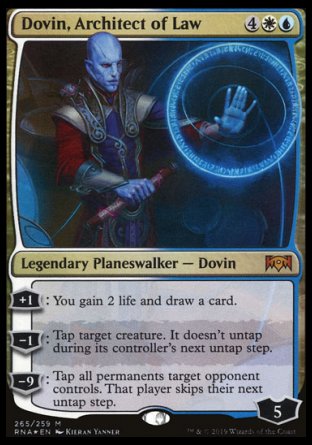 Dovin, Architect of Law 4
Legendary Planeswalker — Dovin
+1: You gain 2 life and draw a card.
-1: Tap target creature. It doesn't untap
during its controller's next untap step.
-9: Tap all permanents target opponent
controls. That player skips their next
untap step.
5
265/259 M
RNA★EN Kieran Yanner
™ & © 2019 Wizards of the Coast